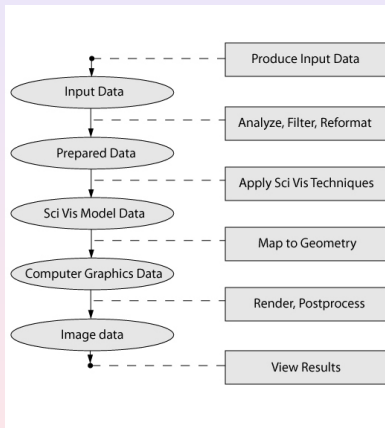 Produce Input Data
Input Data
Analyze, Filter, Reformat
Prepared Data
Apply Sci Vis Techniques
Sci Vis Model Data
Map to Geometry
Computer Graphics Data
Render, Postprocess
Image data
View Results